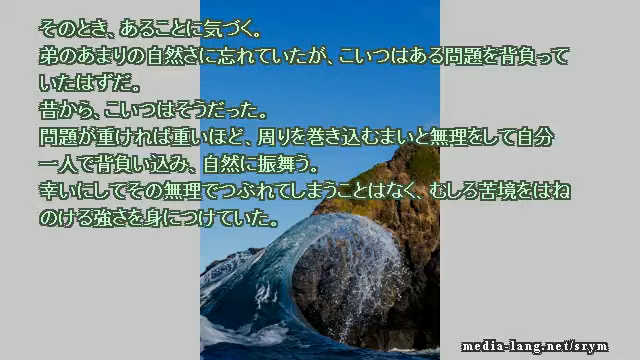 そのとき、あることに気づく。
弟のあまりの自然さに忘れていたが、こいつはある問題を背負って
いたはずだ。
昔から、こいつはそうだった。
問題が重ければ重いほど、周りを巻き込むまいと無理をして自分
一人で背負い込み、自然に振舞う。
幸いにしてその無理でつぶれてしまうことはなく、むしろ苦境をはね
のける強さを身につけていた。
media-lang.net/srym